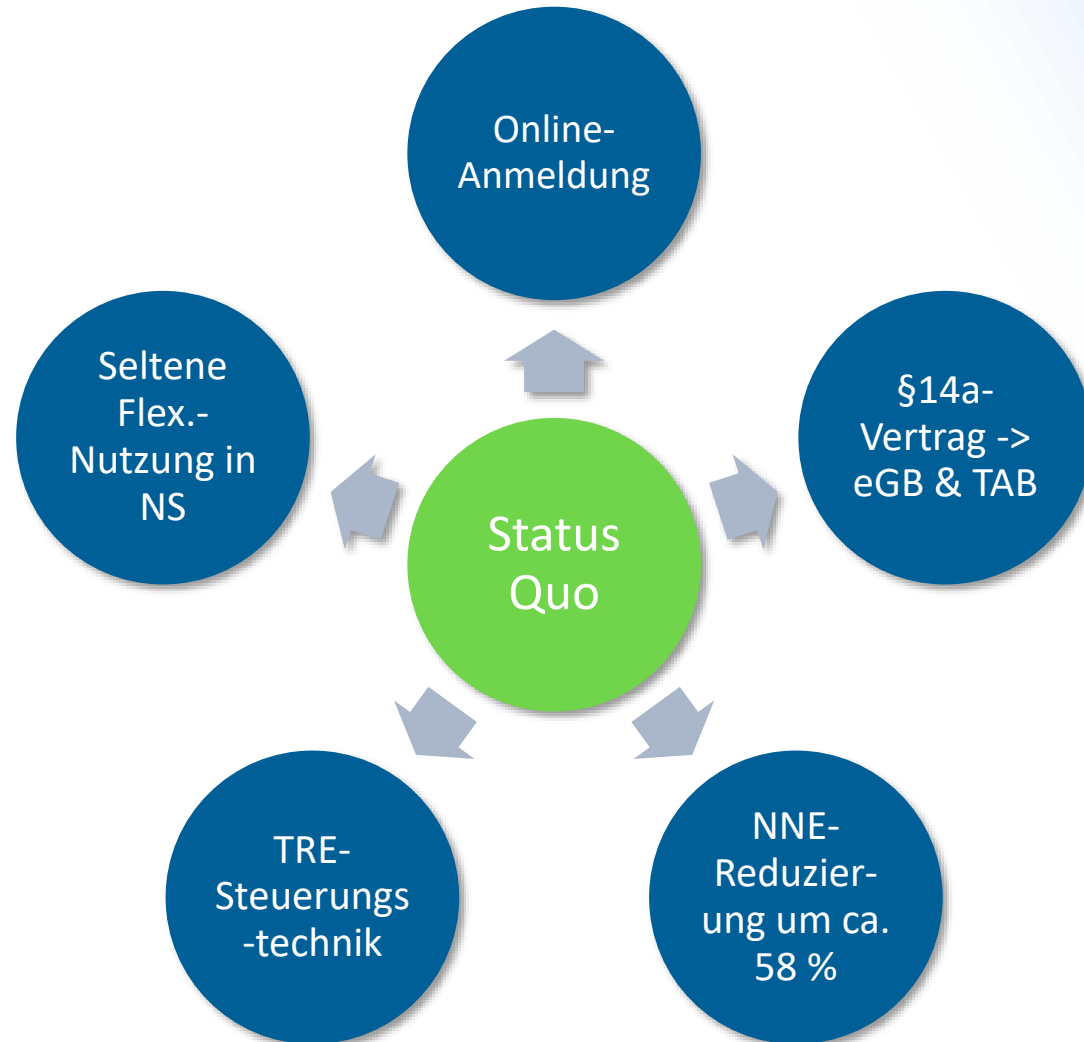 Online-
Anmeldung
Seltene
Flex.-
Nutzung in
NS
§14a-
Vertrag ->
eGB & TAB
Status
Quo
TRE-
Steuerungs
-technik
NNE-
Reduzier-
ung um ca.
58 %